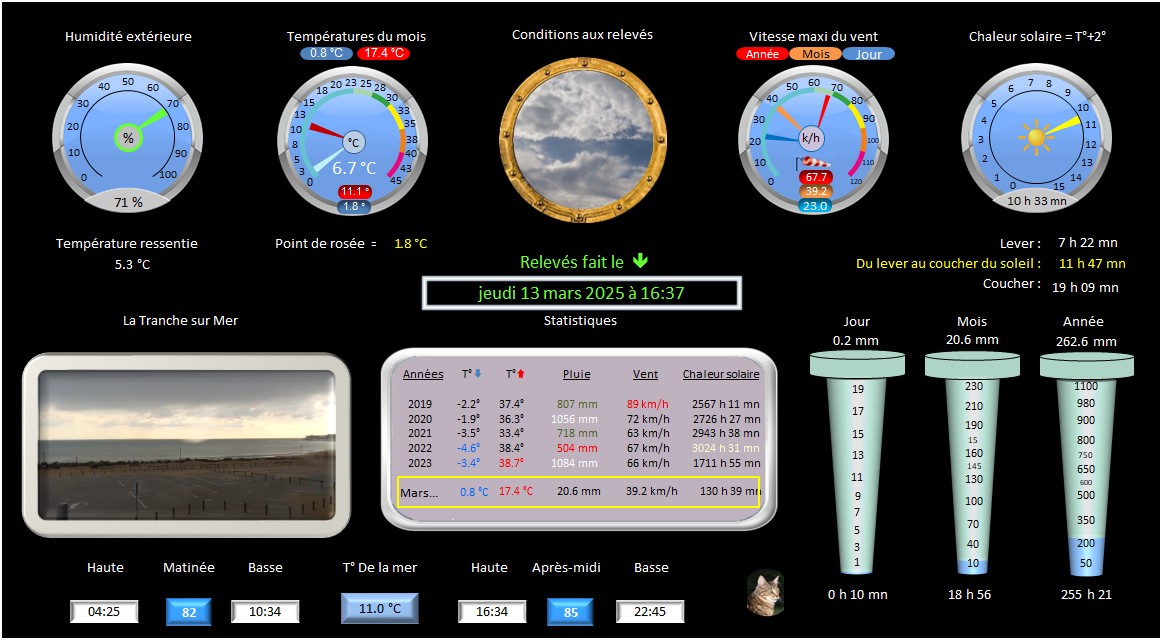 Humidité extérieure
Températures du mois
Conditions aux relevés
Vitesse maxi du vent
Chaleur solaire = T°+2°
0.8 °C 17.4 °C
Année Mois Jour
0 10 20 30 40 50 60 70 80 90 100
%
71 %
0 3 5 8 10 13 15 18 20 23 25 28 30 33 35 38 40 43 45
°C
6.7 °C
11.1 °
1.8 °
0 10 20 30 40 50 60 70 80 90 100 110 120
k/h
67.7
39.2
23.0
0 1 2 3 4 5 6 7 8 9 10 11 12 13 14 15
10 h 33 mn
Température ressentie
5.3 °C
Point de rosée = 1.8 °C
Relevés fait le
jeudi 13 mars 2025 à 16:37
Lever : 7 h 22 mn
Du lever au coucher du soleil : 11 h 47 mn
Coucher : 19 h 09 mn
La Tranche sur Mer
Statistiques
Années T° T° Pluie Vent Chaleur solaire
2019 -2.2° 37.4° 807 mm 89 km/h 2567 h 11 mn
2020 -1.9° 36.3° 1056 mm 72 km/h 2726 h 27 mn
2021 -3.5° 33.4° 718 mm 63 km/h 2943 h 38 mn
2022 -4.6° 38.4° 504 mm 67 km/h 3024 h 31 mn
2023 -3.4° 38.7° 1084 mm 66 km/h 1711 h 55 mn
Mars... 0.8 °C 17.4 °C 20.6 mm 39.2 km/h 130 h 39 mn
Jour
0.2 mm
19
17
15
13
11
9
7
5
3
1
0 h 10 mn
Mois
20.6 mm
230
210
190
15
160
145
130
100
70
40
10
18 h 56
Année
262.6 mm
1100
980
900
800
750
650
600
500
350
200
50
255 h 21
Haute Matinée Basse
04:25 82 10:34
T° De la mer
11.0 °C
Haute Après-midi Basse
16:34 85 22:45